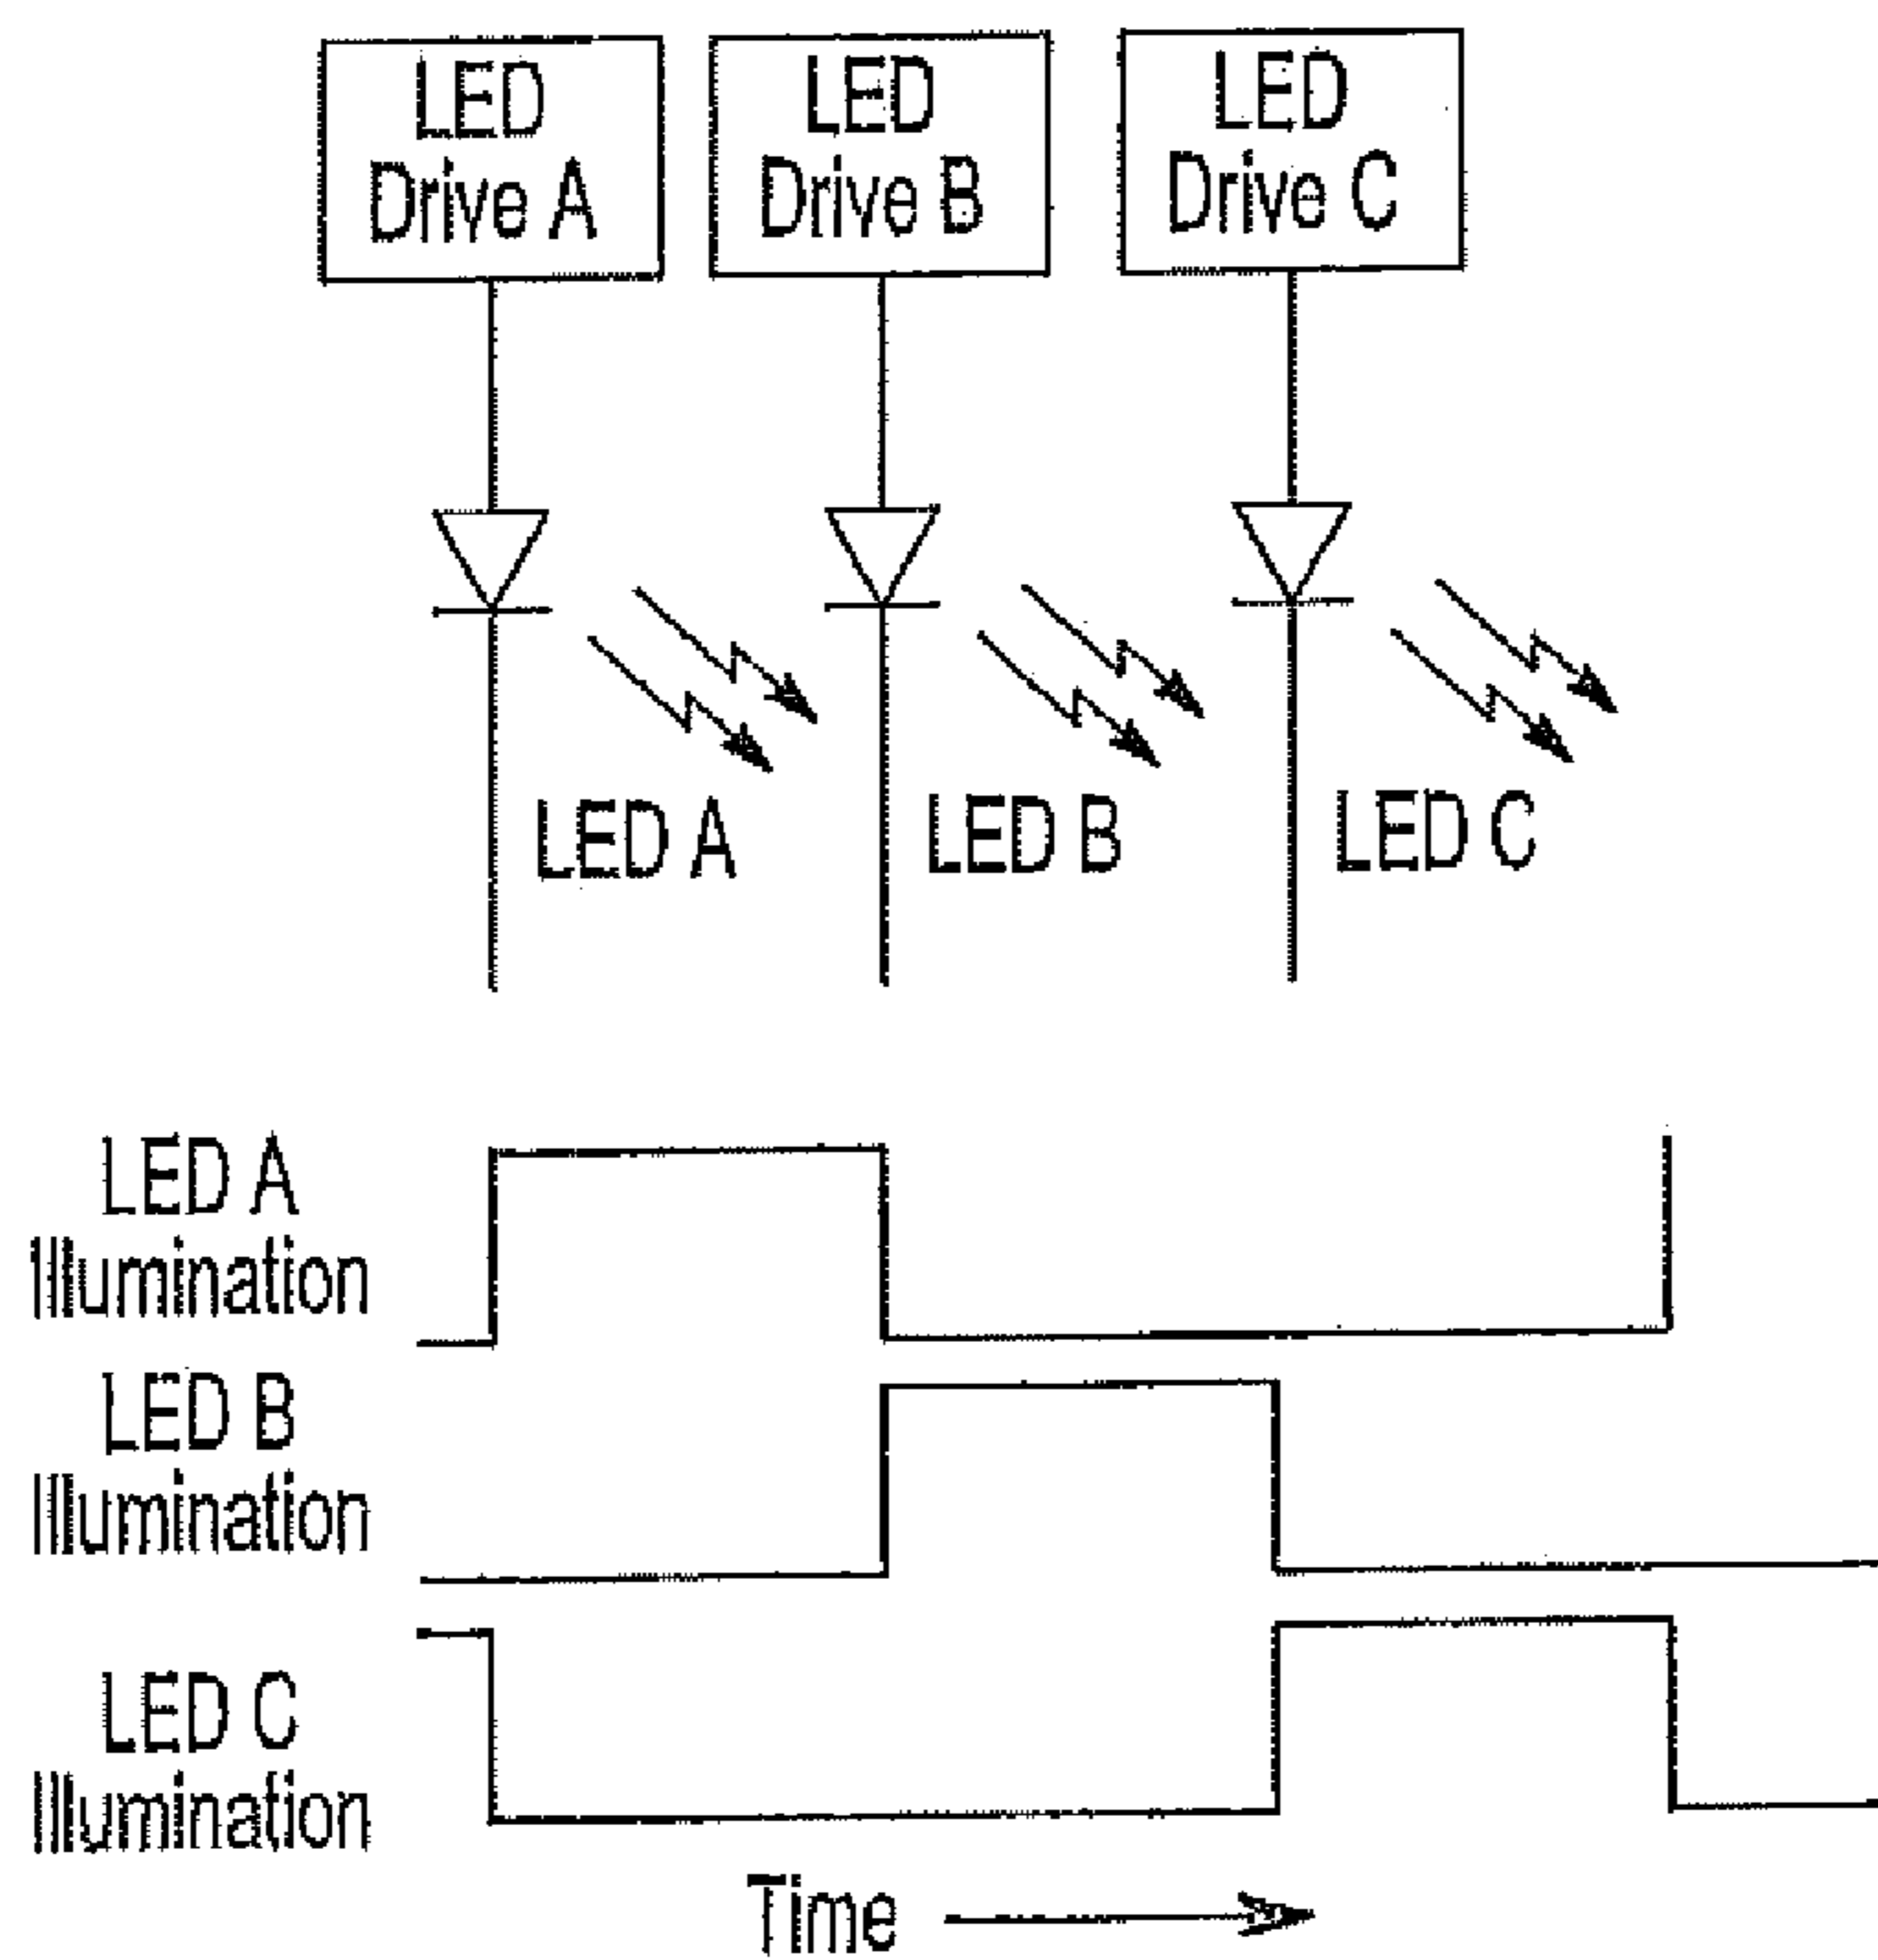 LED
Drive A
LED
Drive B
LED
Drive C
LED A
LED B
LED C
LED A
Illumination
LED B
Illumination
LED C
Illumination
Time